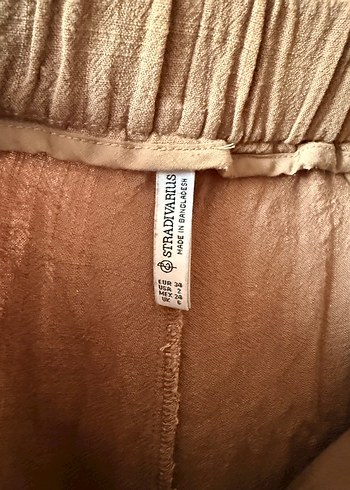 STRADIVARIUS
MADE IN BANGLADESH
EUR 34
USA 2
MEX 24
UK 6